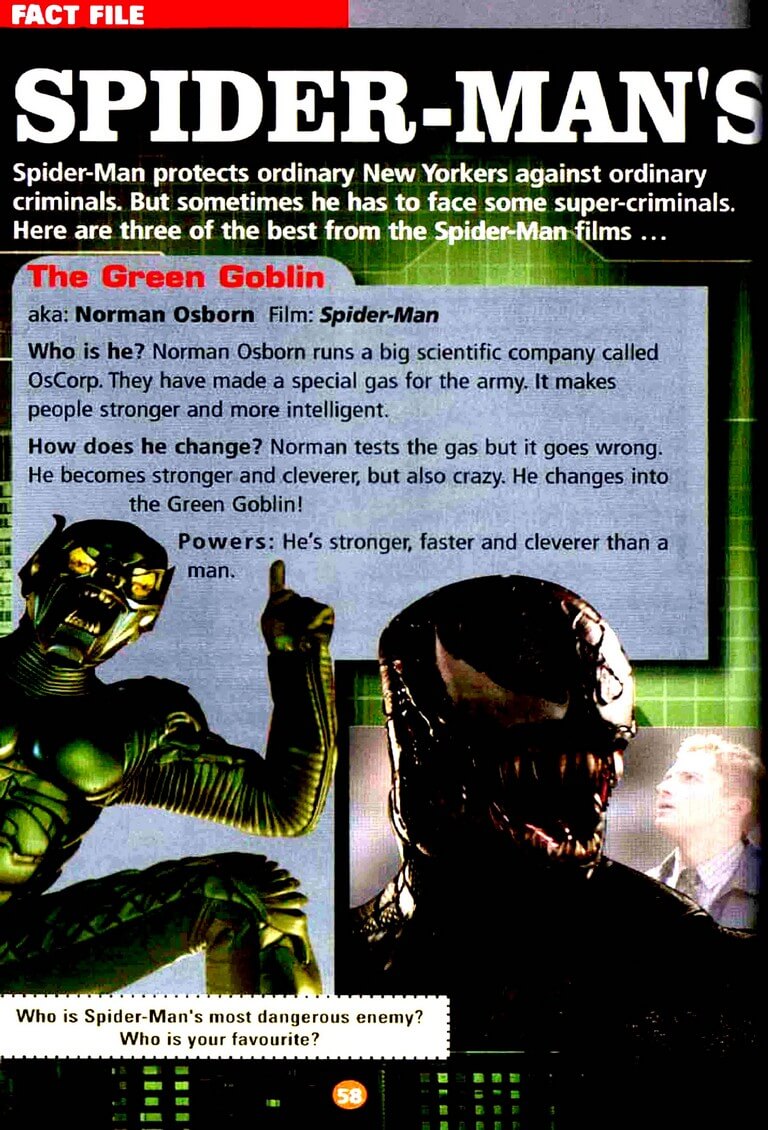 FACT FILE
SPIDER-MAN'S
Spider-Man protects ordinary New Yorkers against ordinary
criminals. But sometimes he has to face some super-criminals.
Here are three of the best from the Spider-Man films ...
The Green Goblin
aka: Norman Osborn Film: Spider-Man
Who is he? Norman Osborn runs a big scientific company called
OsCorp. They have made a special gas for the army. It makes
people stronger and more intelligent.
How does he change? Norman tests the gas but it goes wrong.
He becomes stronger and cleverer, but also crazy. He changes into
the Green Goblin!
Powers: He's stronger, faster and cleverer than a
man.
Who is Spider-Man's most dangerous enemy?
Who is your favourite?
58